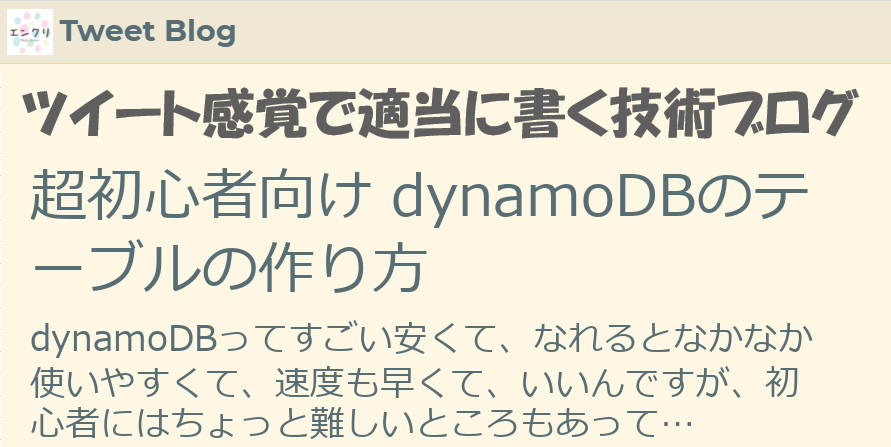 エンクリ
Tweet Blog
ツイート感覚で適当に書く技術ブログ
超初心者向け dynamoDBのテ
ーブルの作り方
dynamoDBってすごい安くて、なれるとなかなか
使いやすくて、速度も早くて、いいんですが、初
心者にはちょっと難しいところもあって…